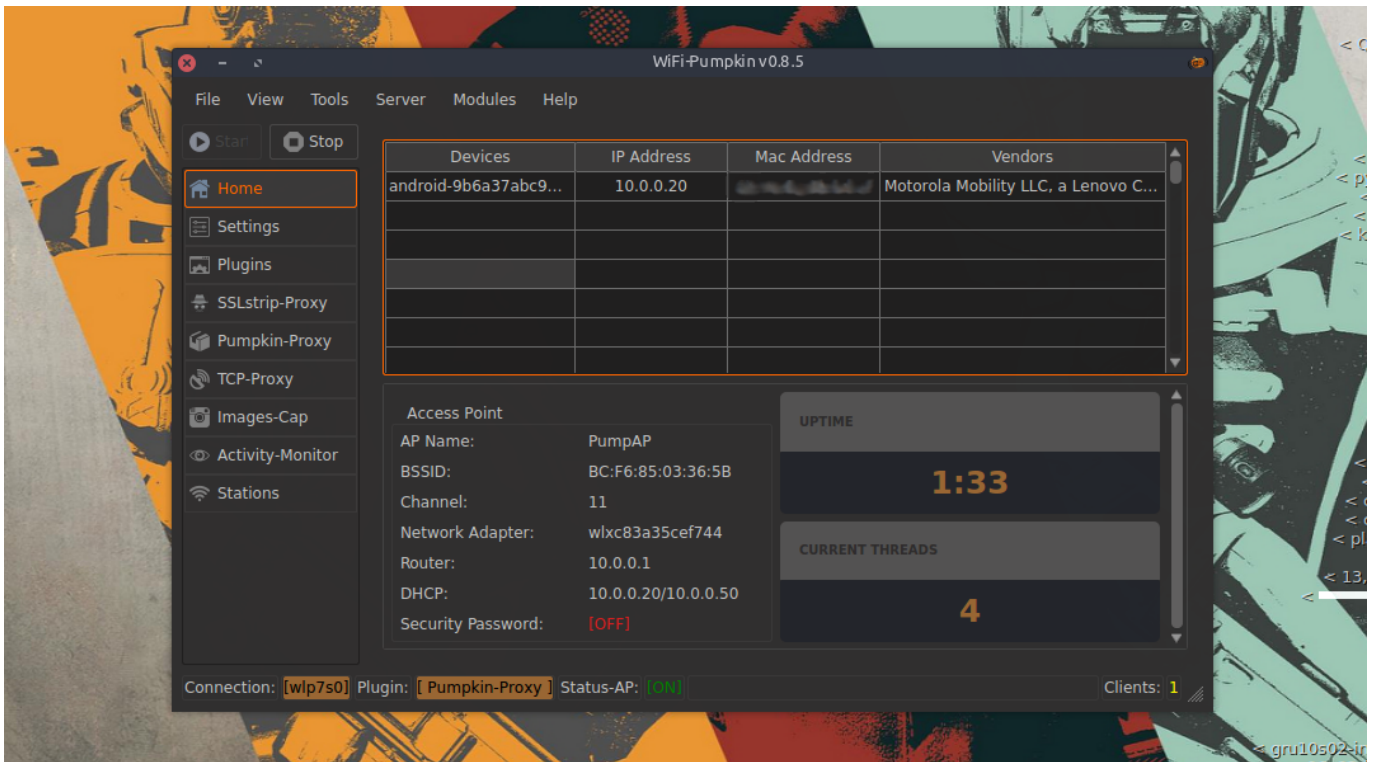 WiFi-Pumpkin v0.8.5
File View Tools Server Modules Help
Start Stop
Devices IP Address Mac Address Vendors
android-9b6a37abc9... 10.0.0.20 Motorola Mobility LLC, a Lenovo C...
Home
Settings
Plugins
SSLstrip-Proxy
Pumpkin-Proxy
TCP-Proxy
Images-Cap
Activity-Monitor
Stations
Access Point
AP Name: PumpAP
BSSID: BC:F6:85:03:36:5B
Channel: 11
Network Adapter: wlxc83a35cef744
Router: 10.0.0.1
DHCP: 10.0.0.20/10.0.0.50
Security Password: [OFF]
UPTIME
1:33
CURRENT THREADS
4
Connection: [wlp7s0] Plugin: [ Pumpkin-Proxy ] Status-AP: [ON] Clients: 1
< pl
< 13,
<